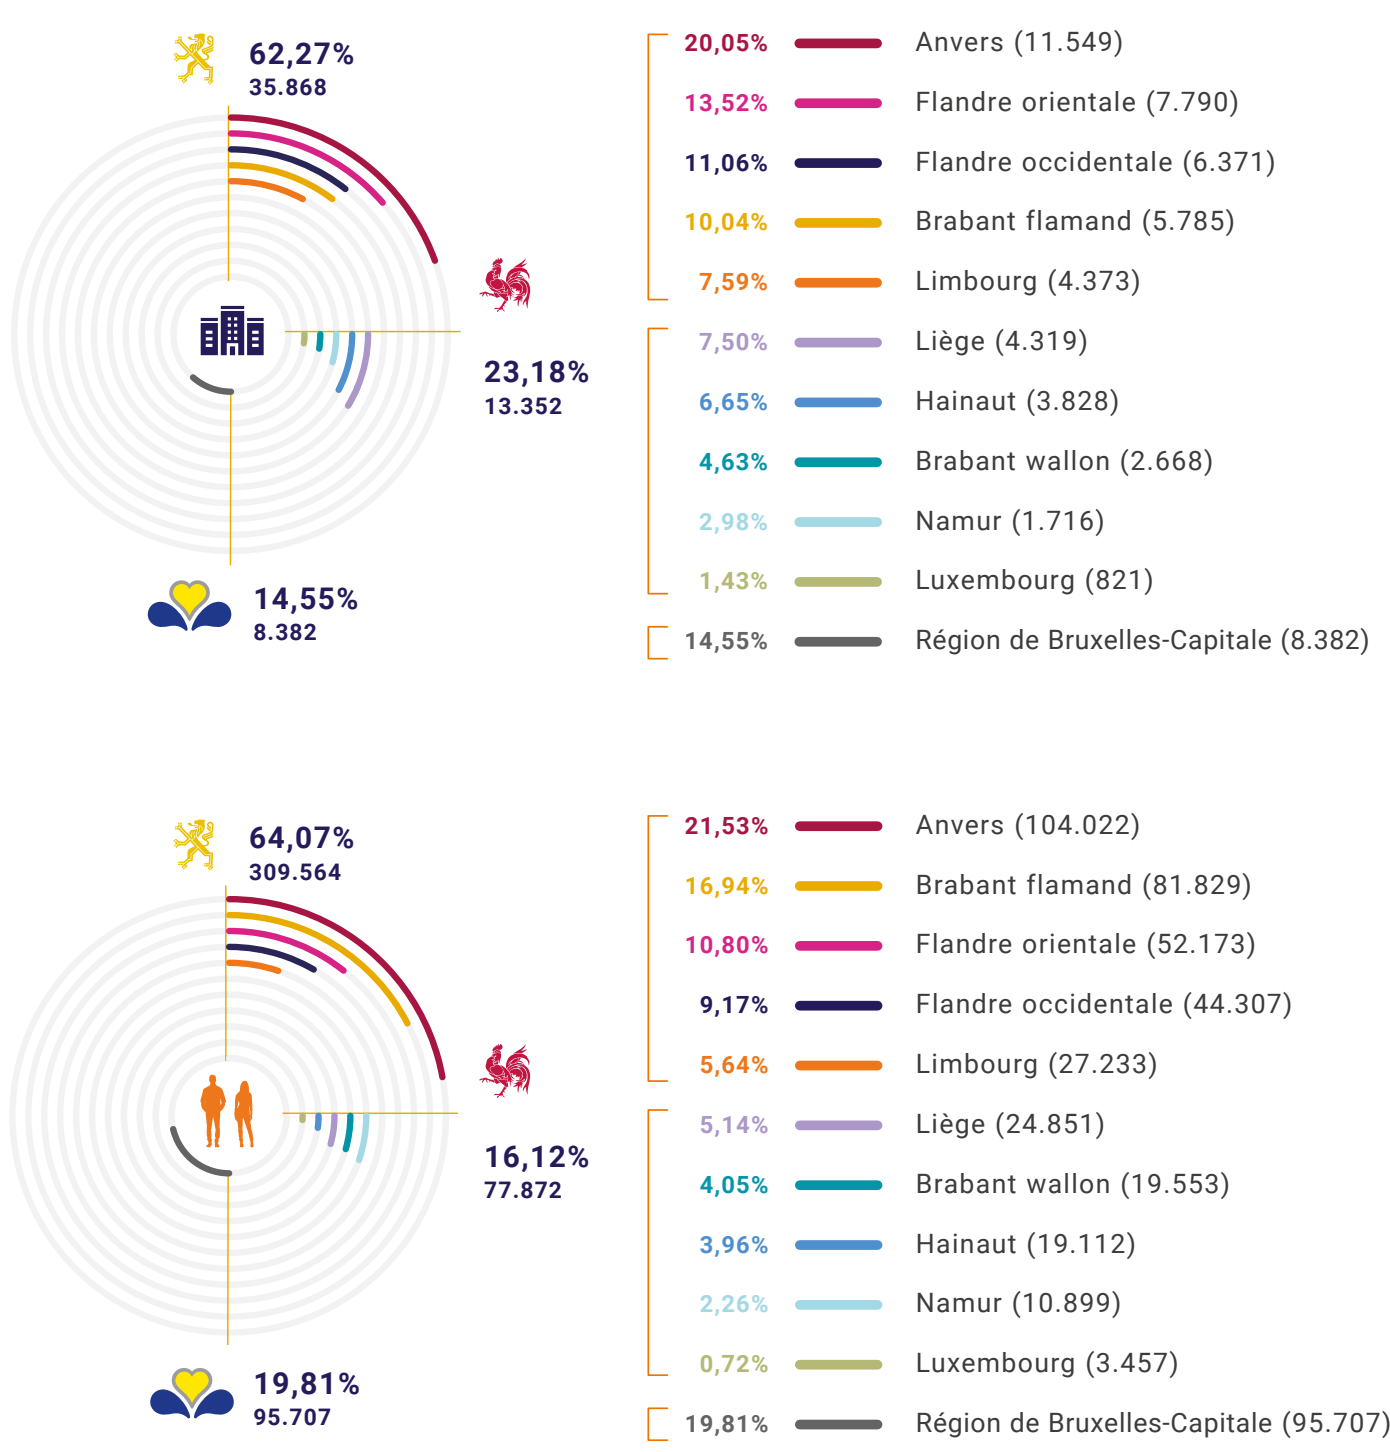 62,27%
35.868
23,18%
13.352
14,55%
8.382
20,05% Anvers (11.549)
13,52% Flandre orientale (7.790)
11,06% Flandre occidentale (6.371)
10,04% Brabant flamand (5.785)
7,59% Limbourg (4.373)
7,50% Liège (4.319)
6,65% Hainaut (3.828)
4,63% Brabant wallon (2.668)
2,98% Namur (1.716)
1,43% Luxembourg (821)
14,55% Région de Bruxelles-Capitale (8.382)
64,07%
309.564
16,12%
77.872
19,81%
95.707
21,53% Anvers (104.022)
16,94% Brabant flamand (81.829)
10,80% Flandre orientale (52.173)
9,17% Flandre occidentale (44.307)
5,64% Limbourg (27.233)
5,14% Liège (24.851)
4,05% Brabant wallon (19.553)
3,96% Hainaut (19.112)
2,26% Namur (10.899)
0,72% Luxembourg (3.457)
19,81% Région de Bruxelles-Capitale (95.707)